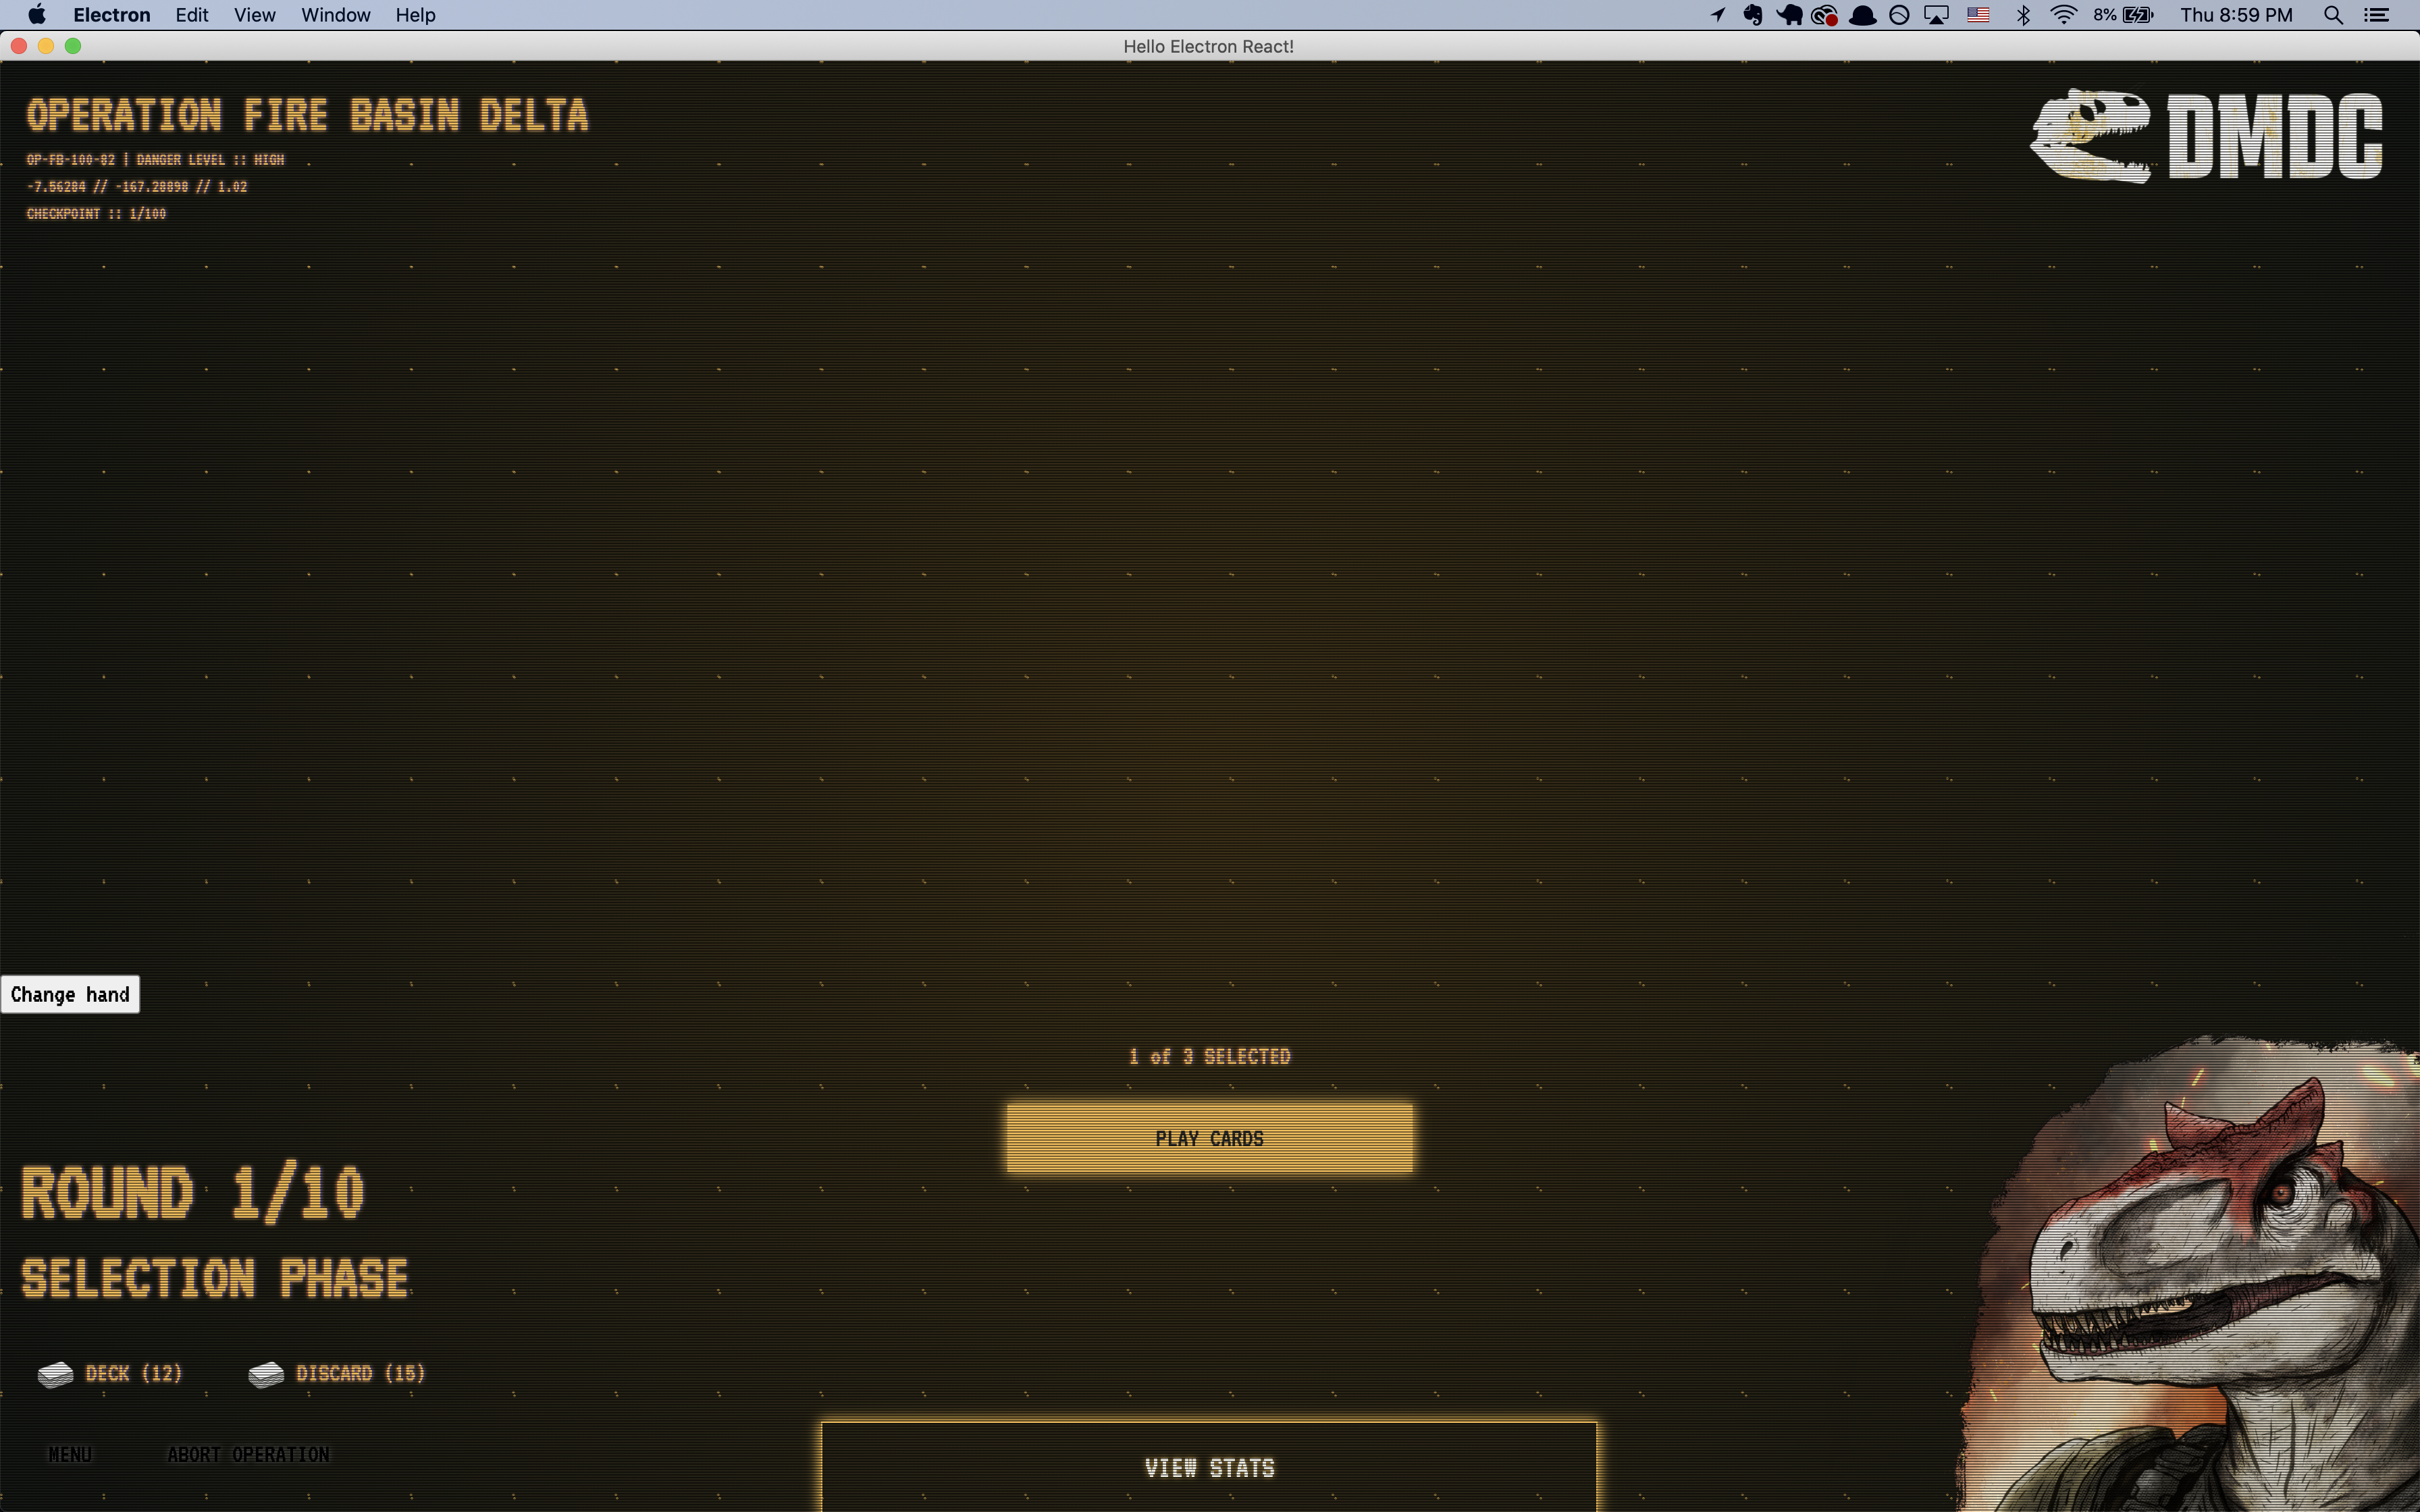 Electron Edit View Window Help 8% Thu 8:59 PM
Hello Electron React!
OPERATION FIRE BASIN DELTA
DMDC
OP-FB-100-82 | DANGER LEVEL :: HIGH
-7.56284 // -167.28898 // 1.02
CHECKPOINT :: 1/100
Change hand
1 of 3 SELECTED
PLAY CARDS
ROUND 1/10
SELECTION PHASE
DECK (12) DISCARD (15)
MENU ABORT OPERATION
VIEW STATS